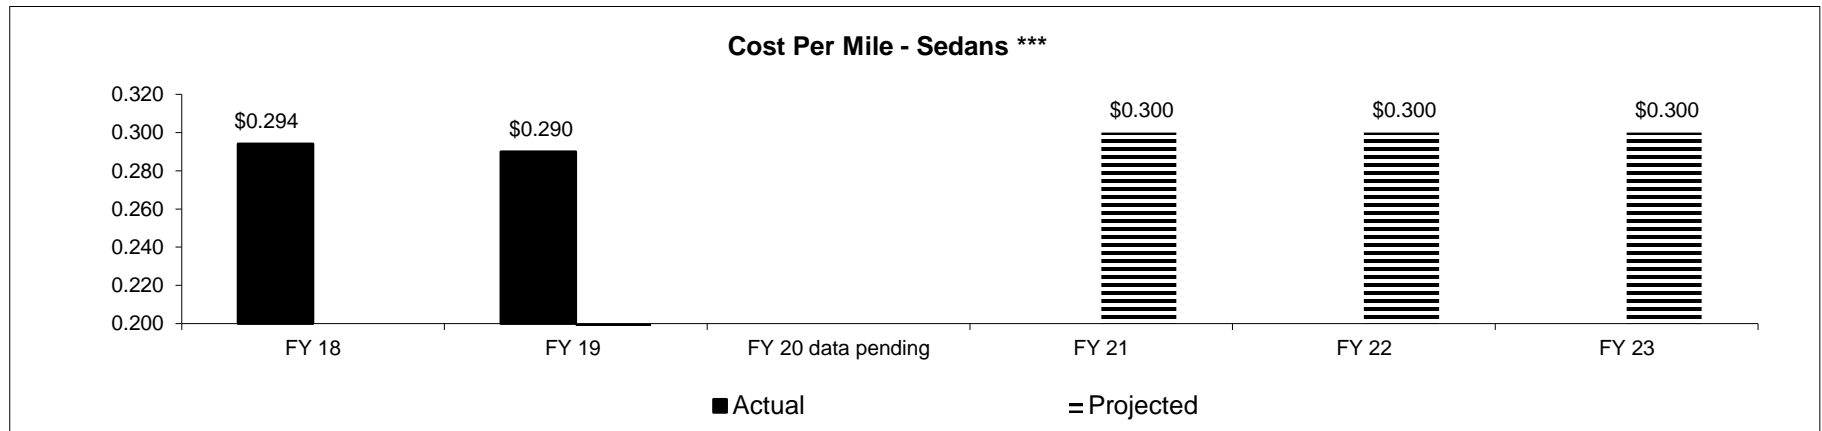 Cost Per Mile - Sedans ***
0.320
0.300
0.280
0.260
0.240
0.220
0.200
$0.294
$0.290
$0.300
$0.300
$0.300
FY 18
FY 19
FY 20 data pending
FY 21
FY 22
FY 23
Actual
Projected